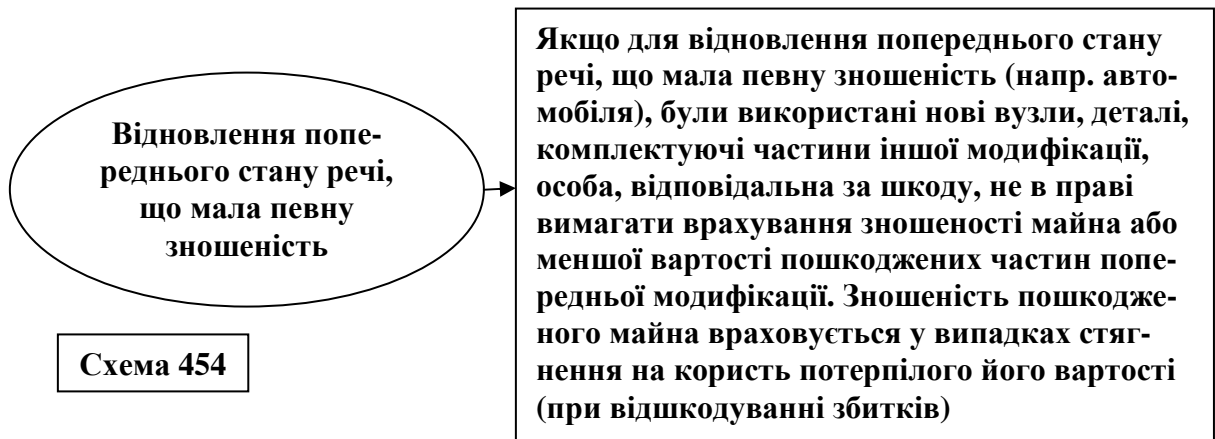 Відновлення попе-
реднього стану речі,
що мала певну
зношеність
Якщо для відновлення попереднього стану
речі, що мала певну зношеність (напр. авто-
мобіля), були використані нові вузли, деталі,
комплектуючі частини іншої модифікації,
особа, відповідальна за шкоду, не в праві
вимагати врахування зношеності майна або
меншої вартості пошкоджених частин попе-
редньої модифікації. Зношеність пошкодже-
ного майна враховується у випадках стяг-
нення на користь потерпілого його вартості
(при відшкодуванні збитків)
Схема 454